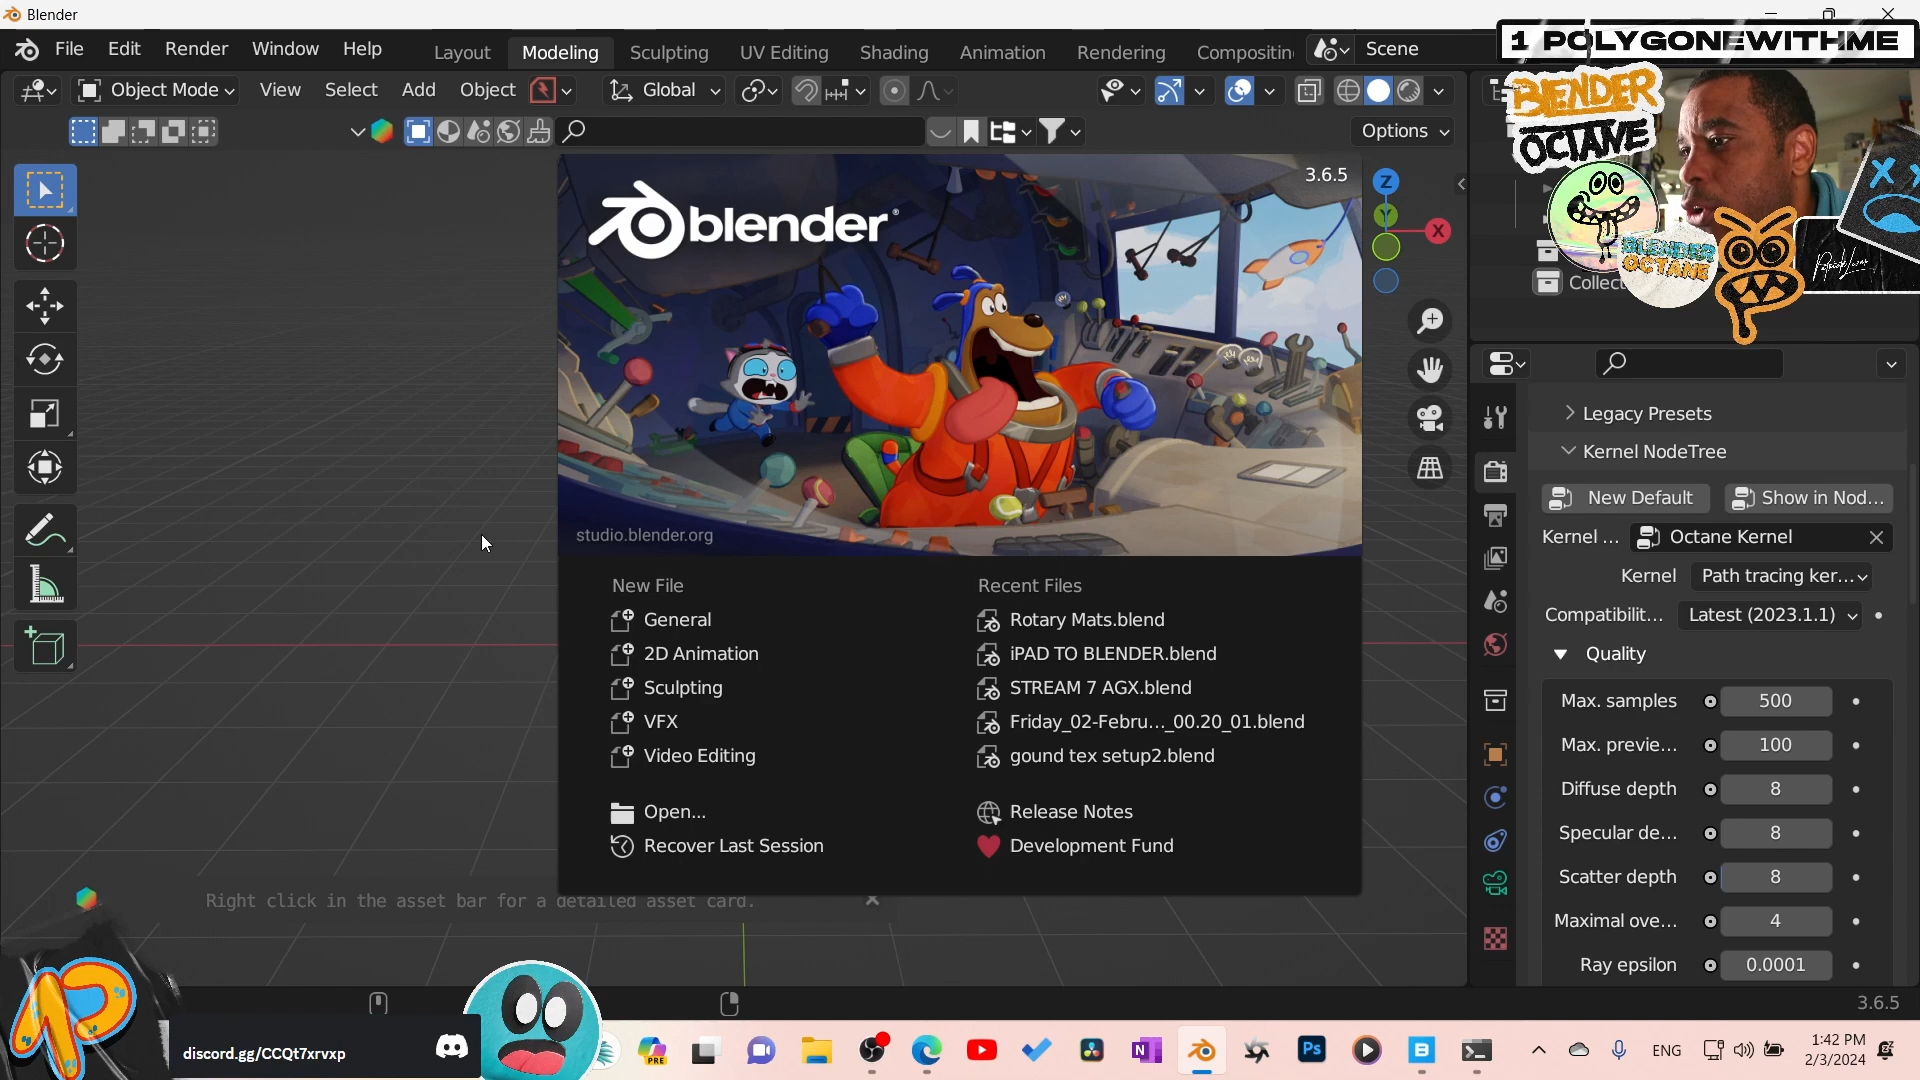 Blender
File Edit Render Window Help
Layout Modeling Sculpting UV Editing Shading Animation Rendering Compositin
Scene
1 POLYGONEWITHME
Object Mode View Select Add Object
Global
Options
BLENDER
OCTANE
BLENDER
OCTANE
3.6.5
blender
Z
Y
X
Collect
studio.blender.org
New File
General
2D Animation
Sculpting
VFX
Video Editing
Open...
Recover Last Session
Recent Files
Rotary Mats.blend
iPAD TO BLENDER.blend
STREAM 7 AGX.blend
Friday_02-Febru..._00.20_01.blend
gound tex setup2.blend
Release Notes
Development Fund
Legacy Presets
Kernel NodeTree
New Default Show in Nod...
Kernel ... Octane Kernel
Kernel Path tracing ker...
Compatibilit... Latest (2023.1.1)
Quality
Max. samples 500
Max. previe... 100
Diffuse depth 8
Specular de... 8
Scatter depth 8
Maximal ove... 4
Ray epsilon 0.0001
Right click in the asset bar for a detailed asset card.
3.6.5
discord.gg/CCQt7xrvxp
PRE
N
Ps
B
ENG
1:42 PM
2/3/2024